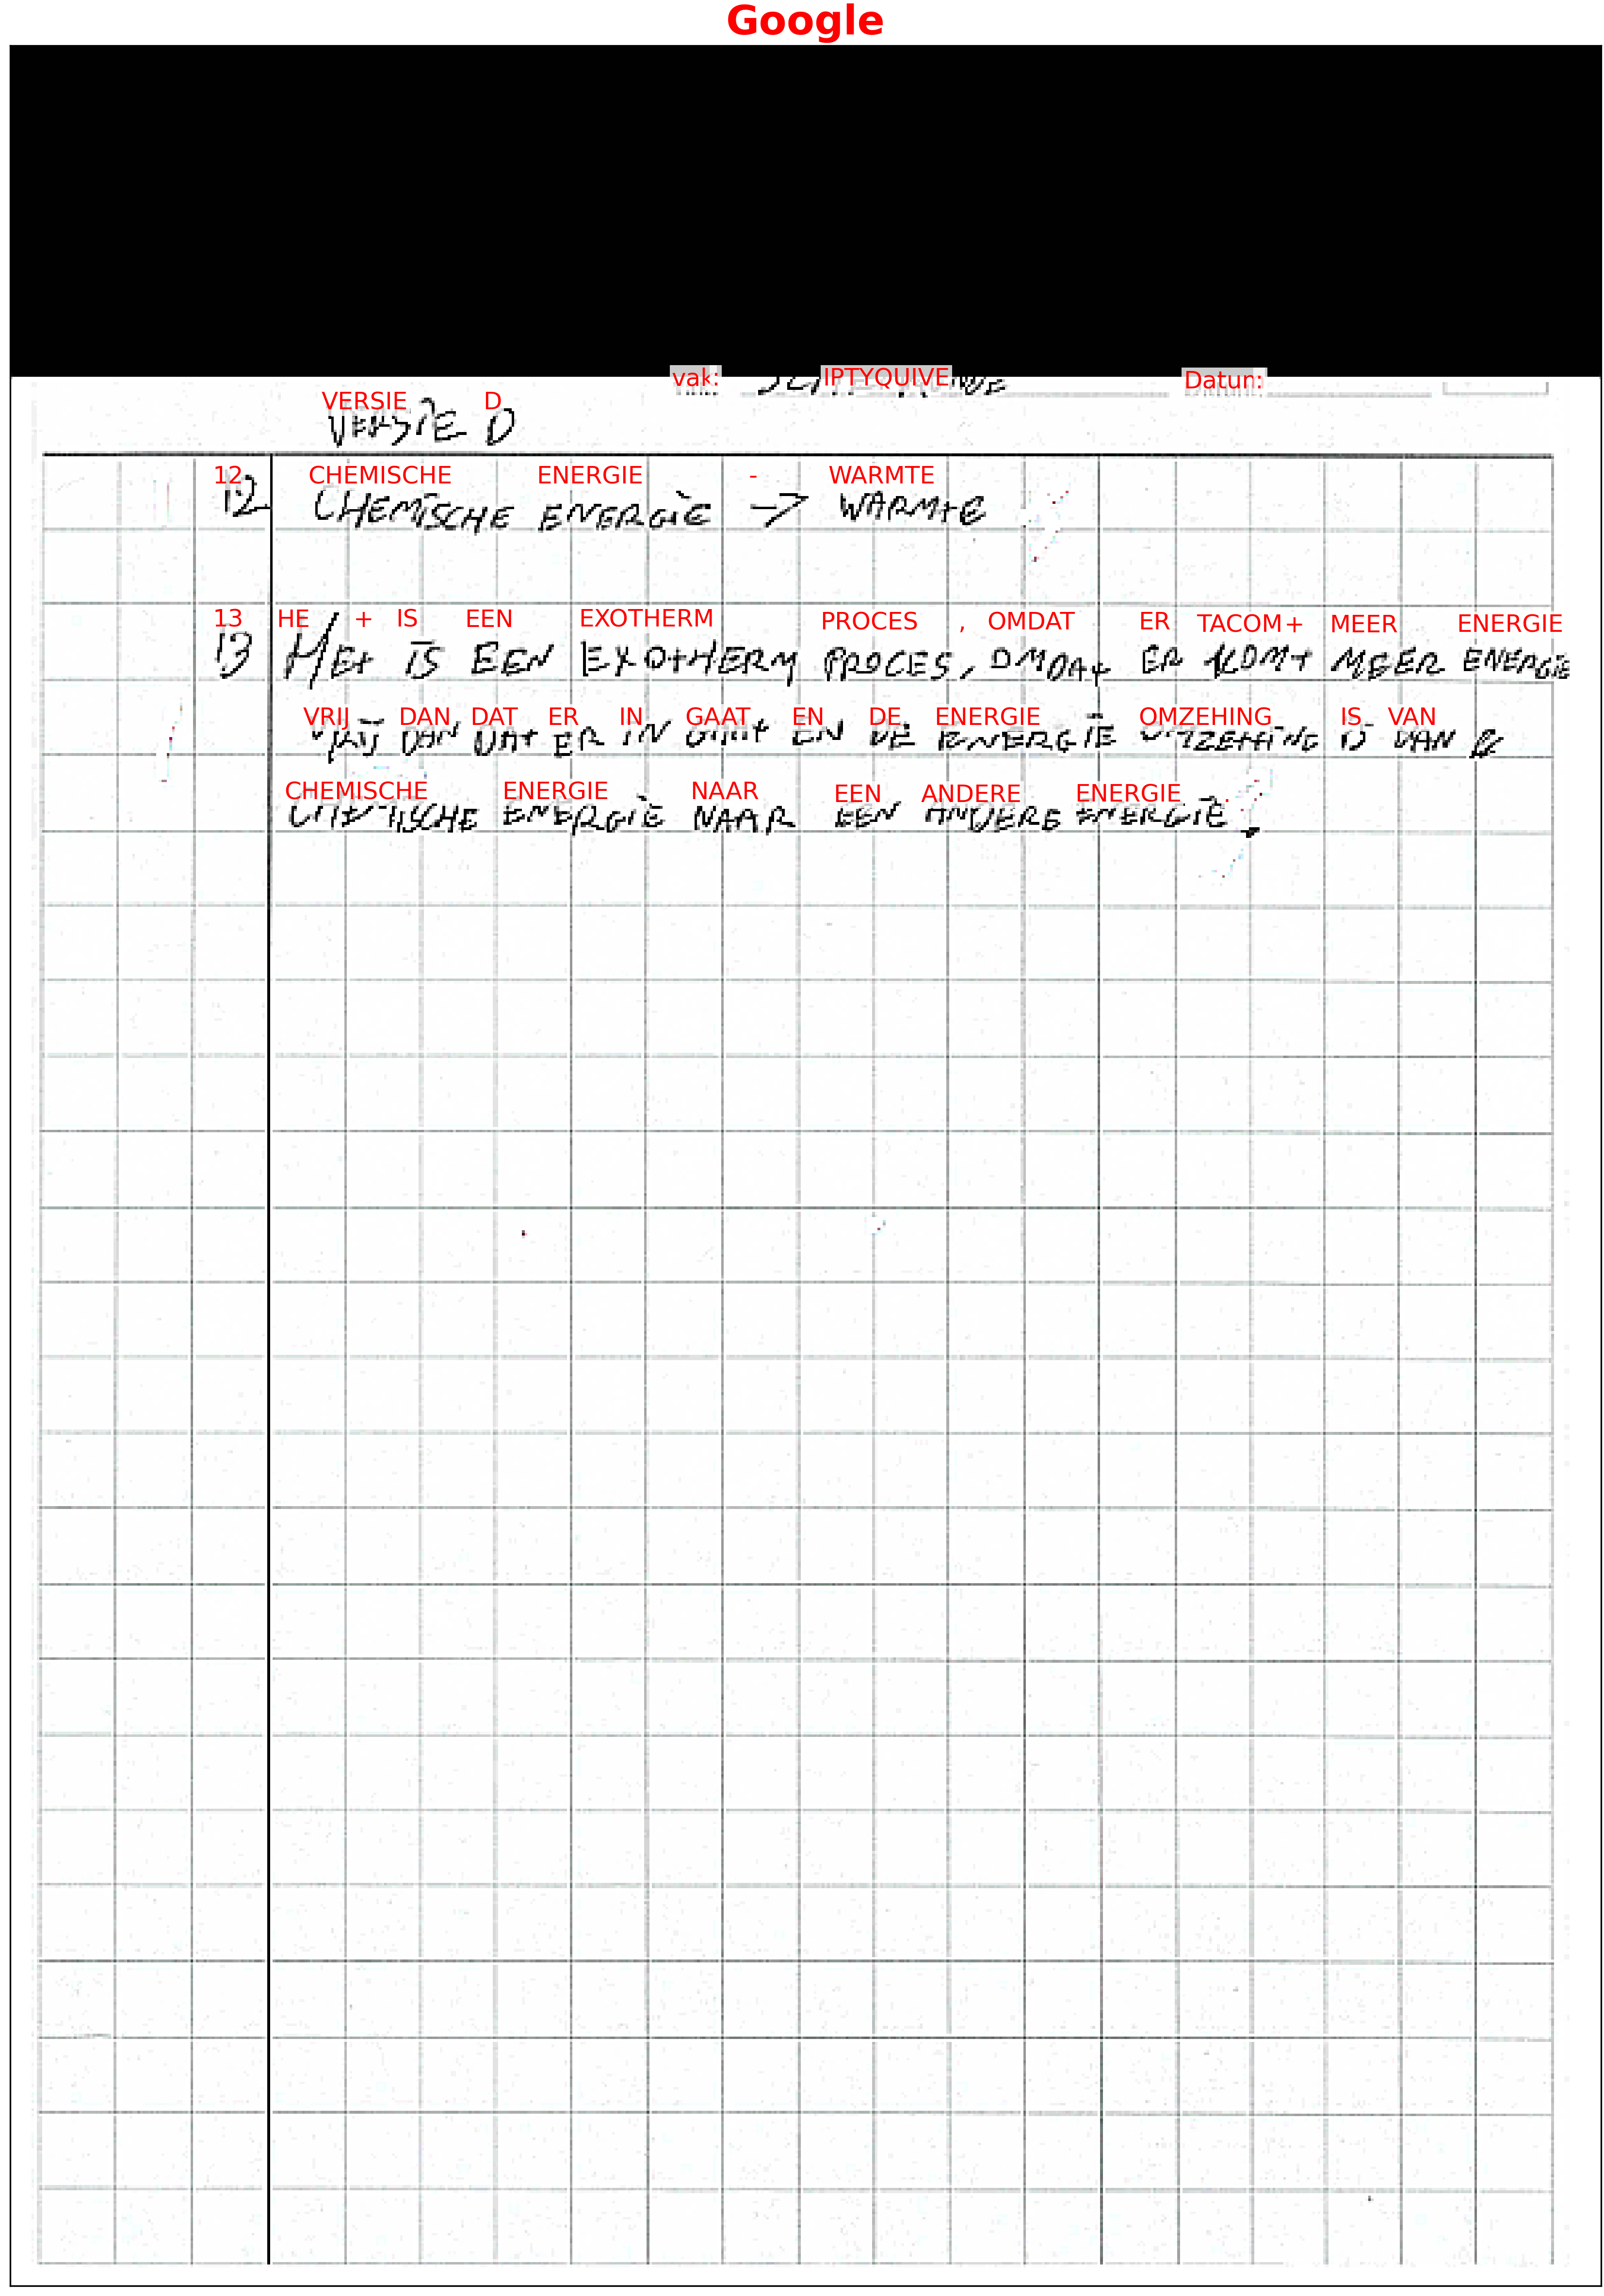 Google
vak: IPTYQUIVE Datun:
VERSIE D
VERSIE D
12 CHEMISCHE ENERGIE - WARMTE
12 CHEMISCHE ENERGIE → WARMTE
13 HE + IS EEN EXOTHERM PROCES , OMDAT ER TACOM+ MEER ENERGIE
13 HET IS EEN EXOTHERM PROCES, OMDAT ER KOMT MEER ENERGIE
VRIJ DAN DAT ER IN GAAT EN DE ENERGIE OMZEHING IS VAN
VRIJ DAN DAT ER IN GAAT EN DE ENERGIE OMZETTING IS VAN
CHEMISCHE ENERGIE NAAR EEN ANDERE ENERGIE
CHEMISCHE ENERGIE NAAR EEN ANDERE ENERGIE.